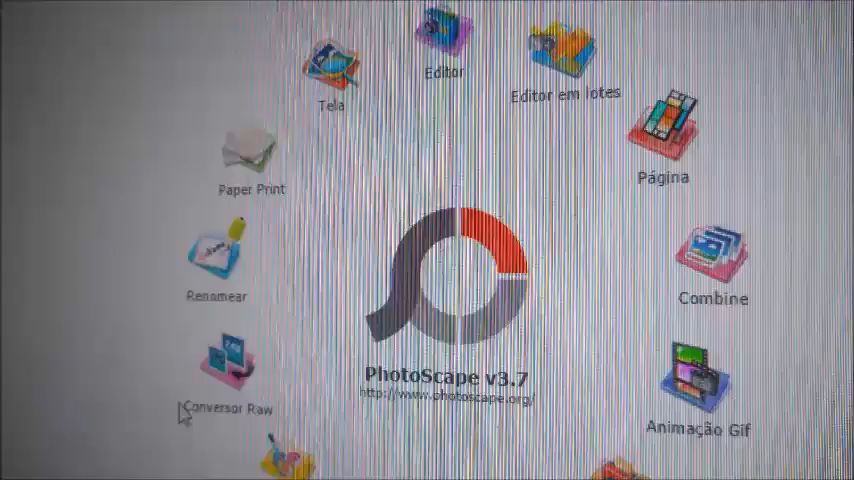 Editor
Editor em lotes
Tela
Página
Paper Print
Renomear
Combine
PhotoScape v3.7
http://www.photoscape.org/
Conversor Raw
Animação Gif